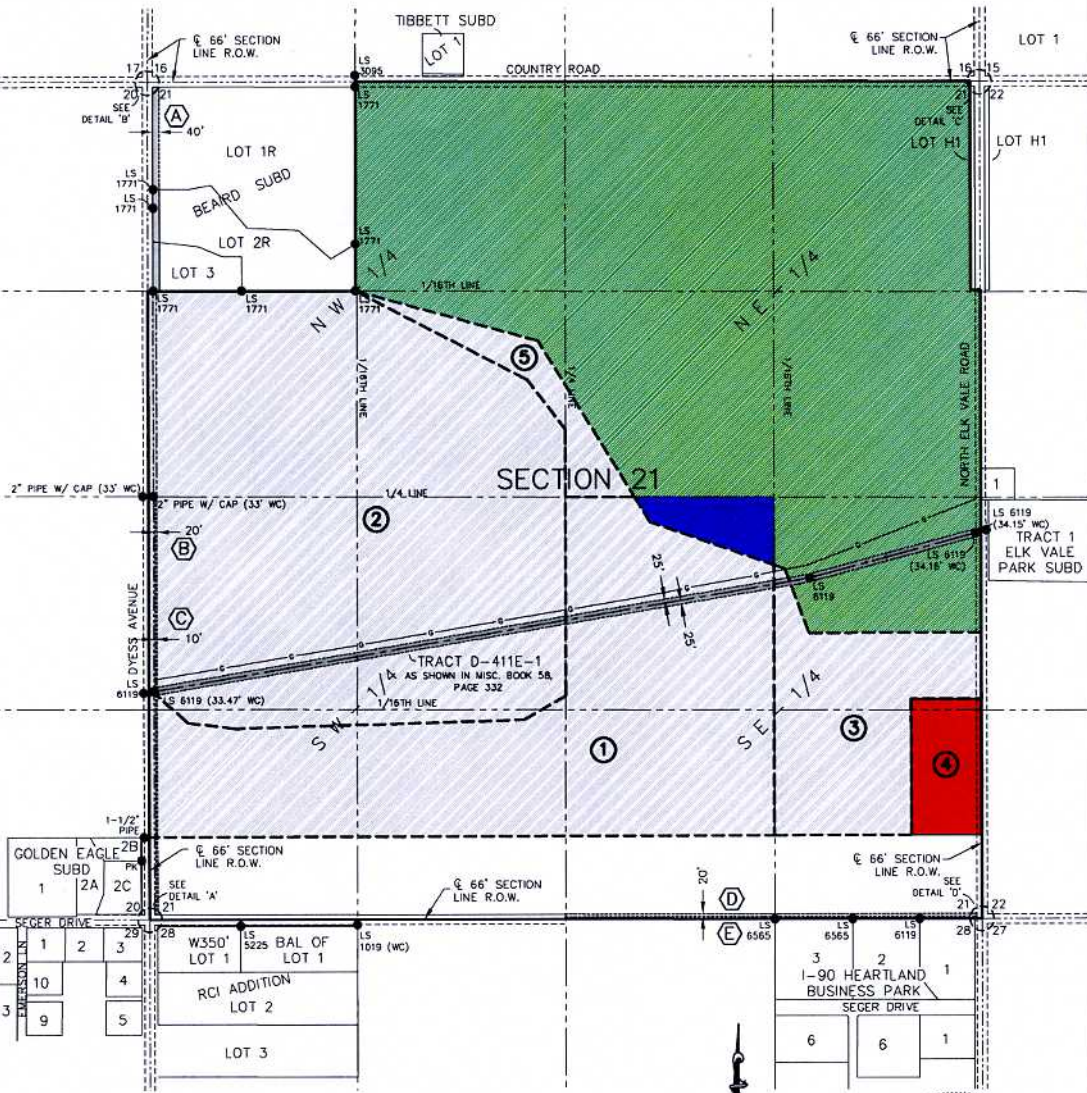 TIBBETT SUBD
LOT 1
℄ 66' SECTION
LINE R.O.W.
℄ 66' SECTION
LINE R.O.W.
LOT 1
17 16
20 21
LS
3095
COUNTRY ROAD
16 15
21 22
LS
1771
SEE
DETAIL 'B'
A
40'
SEE
DETAIL 'C'
LOT H1
LOT H1
LOT 1R
BEAIRD SUBD
LS
1771
LS
1771
LOT 2R
LS
1771
LOT 3
LS
1771
LS
1771
LS
1771
NW 1/4
1/16TH LINE
NE 1/4
5
1/16TH LINE
1/4 LINE
1/16TH LINE
NORTH ELK VALE ROAD
SECTION 21
2" PIPE W/ CAP (33' WC)
2" PIPE W/ CAP (33' WC)
1/4 LINE
1
2
20'
B
LS 6119
(34.15' WC)
LS 6119
(34.16' WC)
TRACT 1
ELK VALE
PARK SUBD
25'
25'
G G G G G G G G G
LS
6119
DYESS AVENUE
C
10'
TRACT D-411E-1
AS SHOWN IN MISC. BOOK 58,
PAGE 332
LS
6119
LS 6119 (33.47' WC)
SW 1/4
1/16TH LINE
SE 1/4
1
3
4
1-1/2"
PIPE
2B
GOLDEN EAGLE
SUBD
PK
1
2A
2C
℄ 66' SECTION
LINE R.O.W.
SEE
DETAIL 'A'
℄ 66' SECTION
LINE R.O.W.
20'
D
E
℄ 66' SECTION
LINE R.O.W.
SEE
DETAIL 'D'
20 21
29 28
21 22
28 27
SEGER DRIVE
LS
5225
LS
1019 (WC)
LS
6565
LS
6565
LS
6119
2
3
EMERSON LN
1
2
3
10
4
9
5
W350'
LOT 1
BAL OF
LOT 1
RCI ADDITION
LOT 2
LOT 3
3
2
1
I-90 HEARTLAND
BUSINESS PARK
SEGER DRIVE
6
6
1